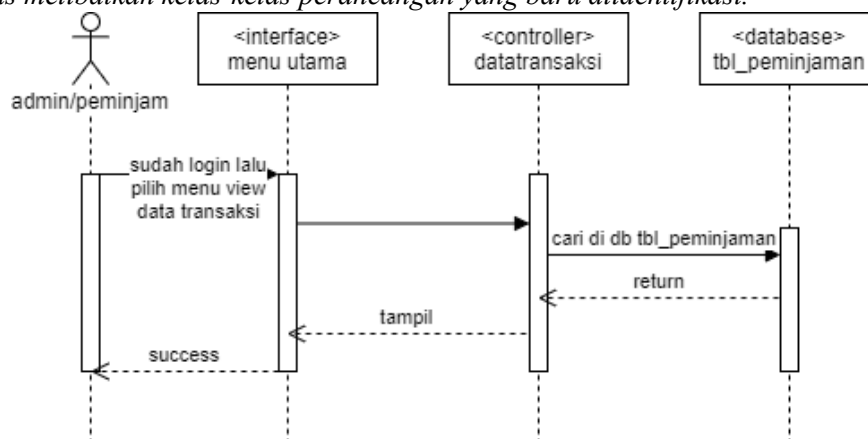 melibatkan kelas-kelas perancangan yang baru diidentifikasi.
<interface>
menu utama
<controller>
datatransaksi
<database>
tbl_peminjaman
admin/peminjam
sudah login lalu
pilih menu view
data transaksi
cari di db tbl_peminjaman
return
tampil
success